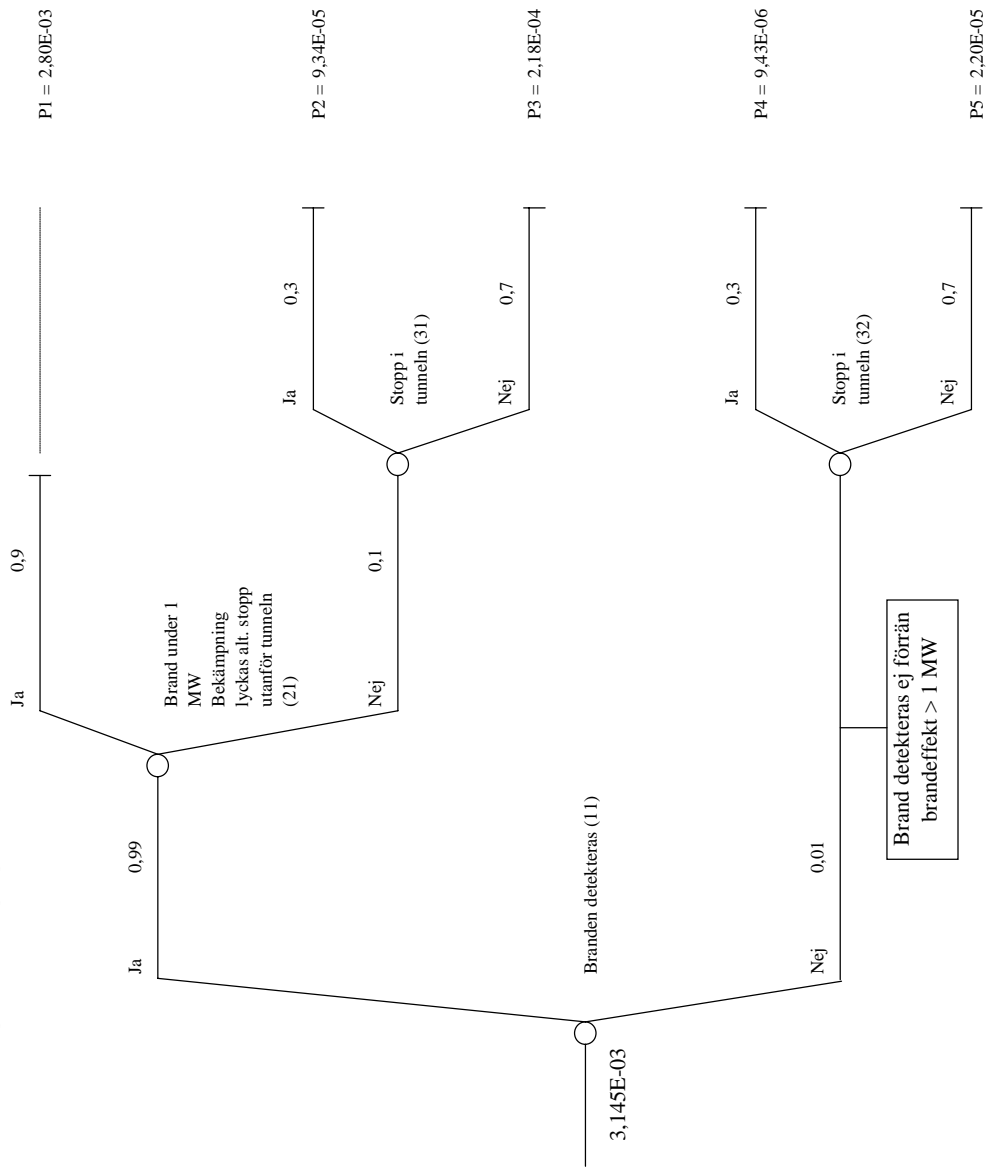 3,145E-03
Branden detekteras (11)
Ja
0,99
Brand under 1
MW
Bekämpning
lyckas alt. stopp
utanför tunneln
(21)
Ja
0,9
P1 = 2,80E-03
Nej
0,1
Stopp i
tunneln (31)
Ja
0,3
P2 = 9,34E-05
Nej
0,7
P3 = 2,18E-04
Nej
0,01
Brand detekteras ej förrän
brandeffekt > 1 MW
Stopp i
tunneln (32)
Ja
0,3
P4 = 9,43E-06
Nej
0,7
P5 = 2,20E-05